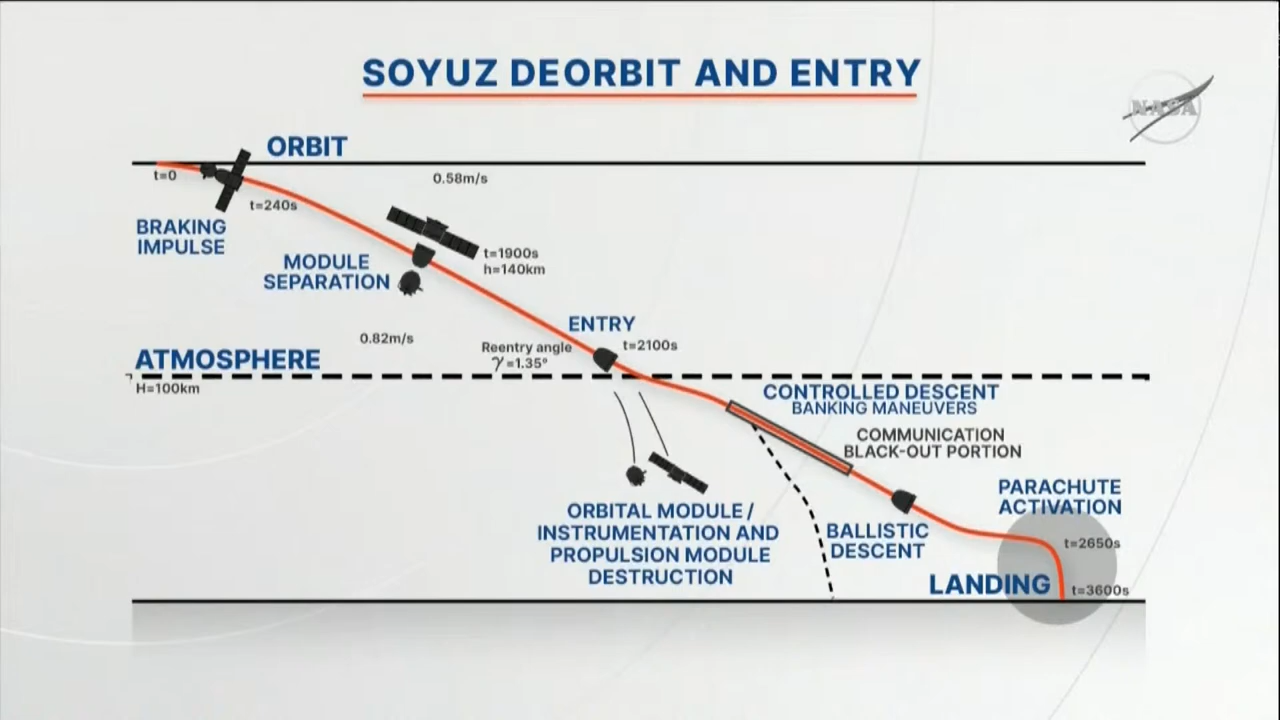 SOYUZ DEORBIT AND ENTRY
NASA
ORBIT
t=0
0.58m/s
t=240s
BRAKING
IMPULSE
MODULE
SEPARATION
t=1900s
h=140km
ENTRY
t=2100s
0.82m/s
Reentry angle
γ=1.35°
ATMOSPHERE
H=100km
CONTROLLED DESCENT
BANKING MANEUVERS
COMMUNICATION
BLACK-OUT PORTION
PARACHUTE
ACTIVATION
ORBITAL MODULE /
INSTRUMENTATION AND
PROPULSION MODULE
DESTRUCTION
BALLISTIC
DESCENT
t=2650s
LANDING
t=3600s